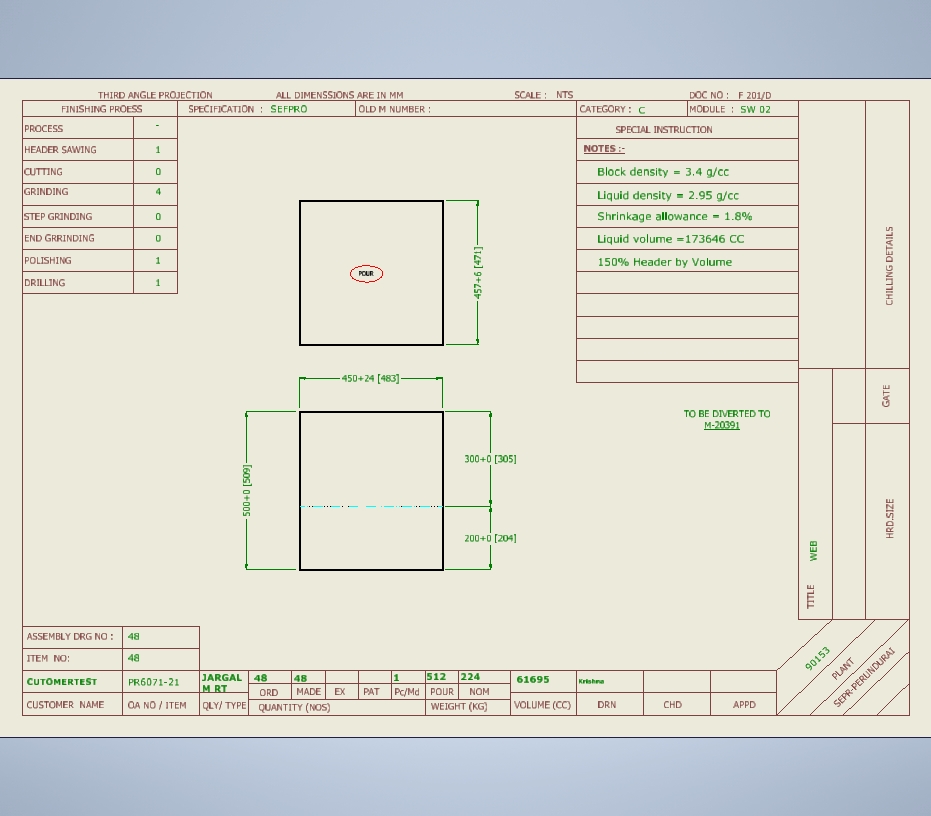 THIRD ANGLE PROJECTION ALL DIMENSSIONS ARE IN MM SCALE : NTS DOC NO : F 201/D
FINISHING PROESS SPECIFICATION : SEFPRO OLD M NUMBER : CATEGORY : C MODULE : SW 02
PROCESS -
HEADER SAWING 1
CUTTING 0
GRINDING 4
STEP GRINDING 0
END GRRINDING 0
POLISHING 1
DRILLING 1
SPECIAL INSTRUCTION
NOTES :-
Block density = 3.4 g/cc
Liquid density = 2.95 g/cc
Shrinkage allowance = 1.8%
Liquid volume =173646 CC
150% Header by Volume
POUR
457+6 [471]
450+24 [483]
500+0 [509]
300+0 [305]
200+0 [204]
TO BE DIVERTED TO
M-20391
CHILLING DETAILS
GATE
HRD.SIZE
TITLE WEB
90153
PLANT
SEPR-PERUNDURAI
ASSEMBLY DRG NO : 48
ITEM NO: 48
CUTOMERTEST PR6071-21 JARGAL
M RT
48 48 1 512 224 61695 Krishna
ORD MADE EX PAT Pc/Md POUR NOM
CUSTOMER NAME OA NO / ITEM QLY/ TYPE QUANTITY (NOS) WEIGHT (KG) VOLUME (CC) DRN CHD APPD